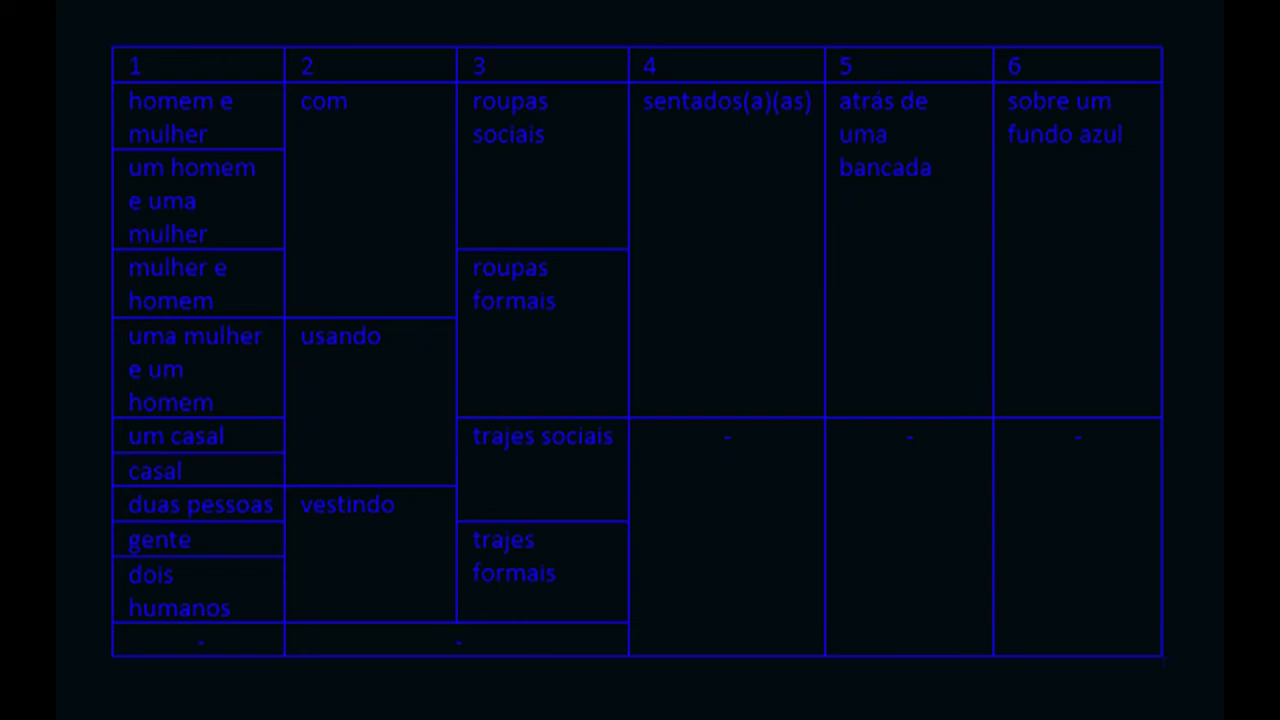 1 2 3 4 5 6
homem e com roupas sentados(a)(as) atrás de sobre um
mulher sociais uma fundo azul
um homem bancada
e uma
mulher
mulher e roupas
homem formais
uma mulher usando
e um
homem
um casal trajes sociais - - -
casal
duas pessoas vestindo
gente trajes
dois formais
humanos
- -